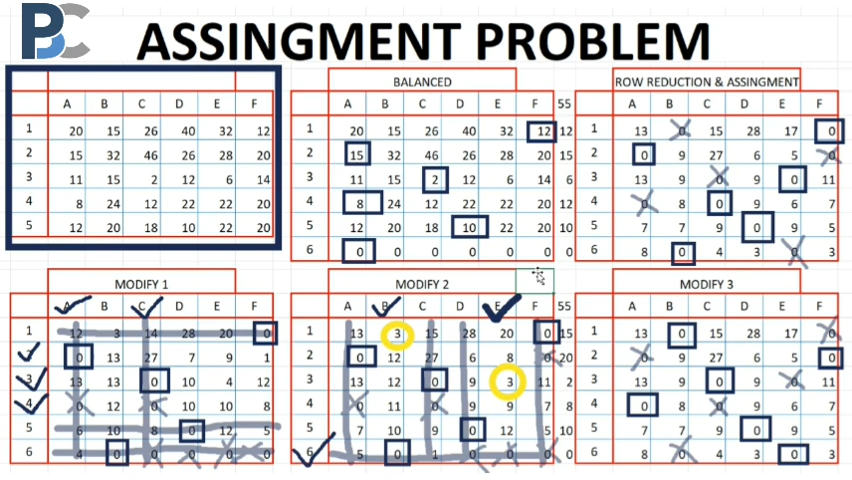 BC
ASSINGMENT PROBLEM
A B C D E F
1 20 15 26 40 32 12
2 15 32 46 26 28 20
3 11 15 2 12 6 14
4 8 24 12 22 22 20
5 12 20 18 10 22 20
BALANCED
A B C D E F 55
1 20 15 26 40 32 12 12
2 15 32 46 26 28 20 15
3 11 15 2 12 6 14 6
4 8 24 12 22 22 20 12
5 12 20 18 10 22 20 10
6 0 0 0 0 0 0 0
ROW REDUCTION & ASSINGMENT
A B C D E F
1 13 0 15 28 17 0
2 0 9 27 6 5 0
3 13 9 0 9 0 11
4 0 8 0 9 6 7
5 7 7 9 0 9 5
6 8 0 4 3 0 3
MODIFY 1
A B C D E F
1 12 3 14 28 20 0
2 0 13 27 7 9 1
3 13 13 0 10 4 12
4 0 12 0 10 10 8
5 6 10 8 0 12 5
6 4 0 0 0 0 0
MODIFY 2
A B C D E F 55
1 13 3 15 28 20 0 15
2 0 12 27 6 8 0 20
3 13 12 0 9 3 11 2
4 0 11 0 9 9 7 8
5 7 10 9 0 12 5 10
6 5 0 1 0 0 0 0
MODIFY 3
A B C D E F
1 13 0 15 28 17 0
2 0 9 27 6 5 0
3 13 9 0 9 0 11
4 0 8 0 9 6 7
5 7 7 9 0 9 5
6 8 0 4 3 0 3